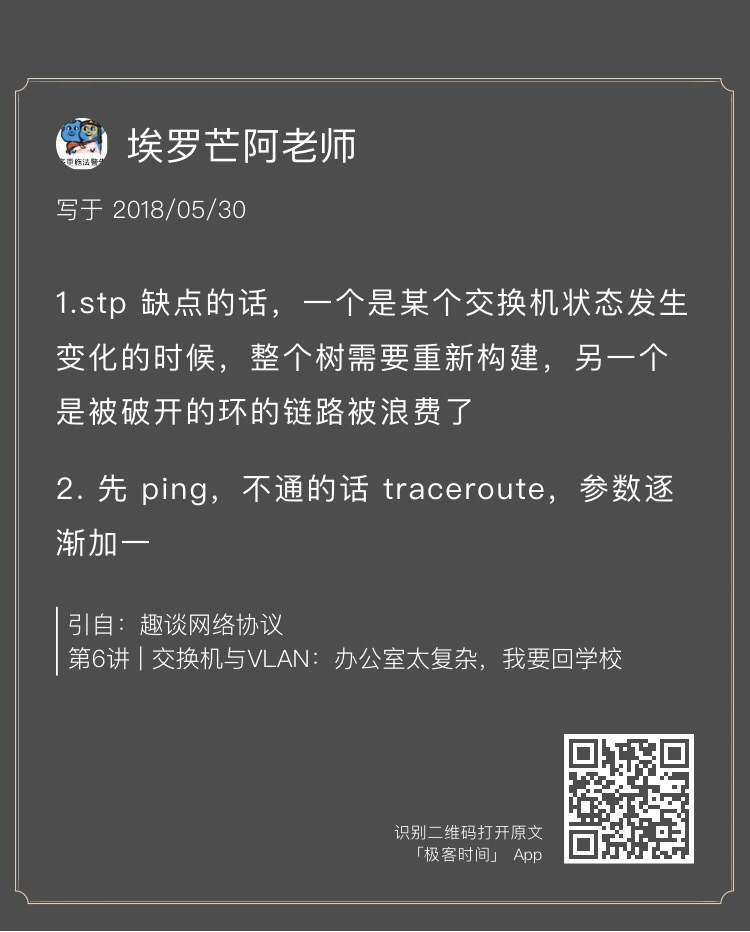 多重施法警告
埃罗芒阿老师
写于 2018/05/30
1.stp 缺点的话，一个是某个交换机状态发生
变化的时候，整个树需要重新构建，另一个
是被破开的环的链路被浪费了
2. 先 ping，不通的话 traceroute，参数逐
渐加一
引自：趣谈网络协议
第6讲 | 交换机与VLAN：办公室太复杂，我要回学校
识别二维码打开原文
「极客时间」 App